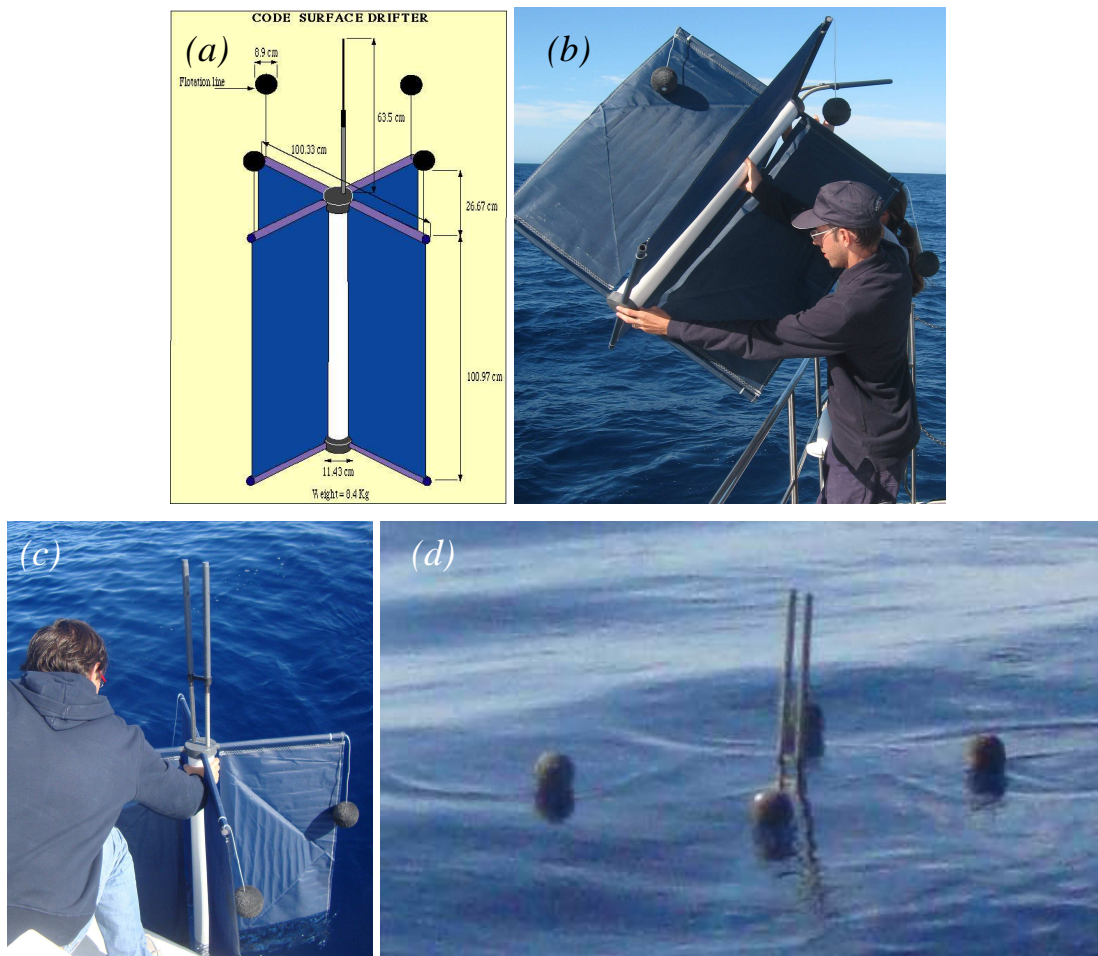 CODE SURFACE DRIFTER
(a)
8.9 cm
Flotation line
63.5 cm
100.33 cm
26.67 cm
100.97 cm
11.43 cm
Weight = 8.4 Kg
(b)
(c)
(d)